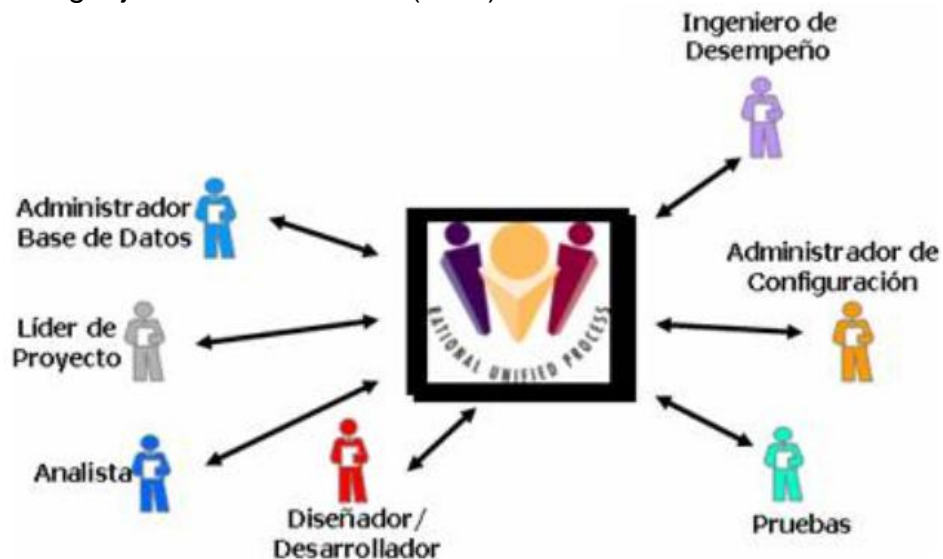 Ingeniero de
Desempeño
Administrador
Base de Datos
Administrador de
Configuración
RATIONAL UNIFIED PROCESS
Líder de
Proyecto
Analista
Diseñador/
Desarrollador
Pruebas